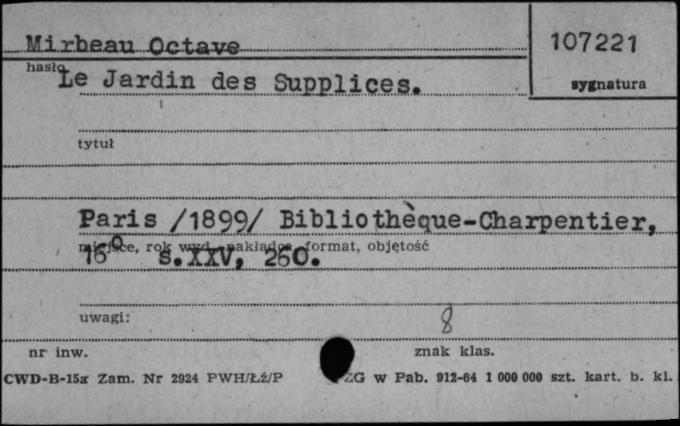 Mirbeau Octave
107221
hasło
Le Jardin des Supplices.
sygnatura
tytuł
Paris /1899/ Bibliothèque-Charpentier,
miejsce, rok wyd., nakładca, format, objętość
16° s.XXV, 260.
uwagi:
8
nr inw.
znak klas.
CWD-B-15a Zam. Nr 2924 PWH/Łź/P ZG w Pab. 912-64 1 000 000 szt. kart. b. kl.